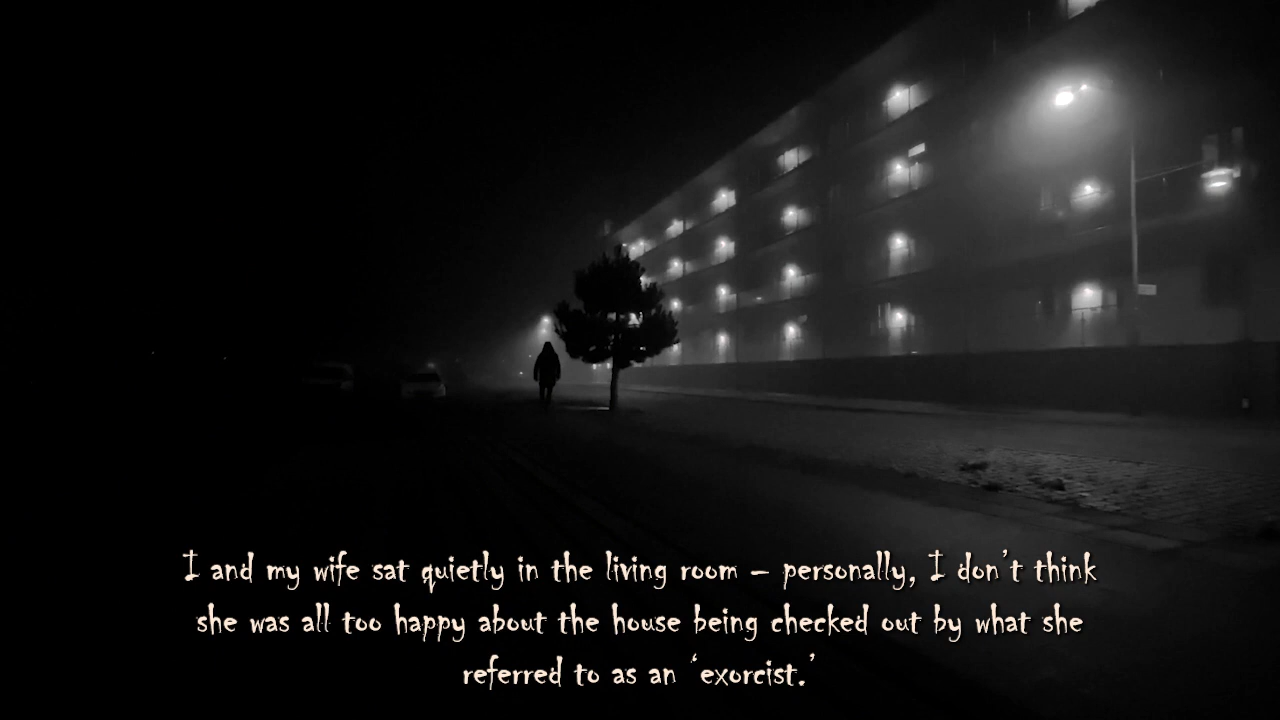 I and my wife sat quietly in the living room – personally, I don't think
she was all too happy about the house being checked out by what she
referred to as an ‘exorcist.’